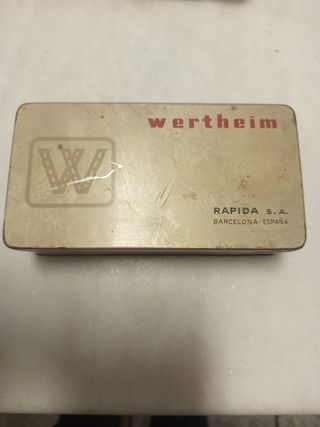 wertheim
W
RAPIDA S.A.
BARCELONA-ESPAÑA